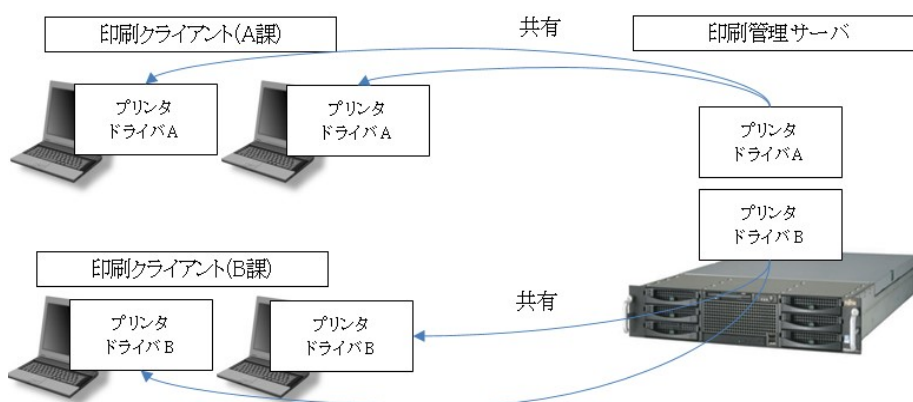 印刷クライアント(A課)
共有
印刷管理サーバ
プリンタ
ドライバA
プリンタ
ドライバA
プリンタ
ドライバA
プリンタ
ドライバB
印刷クライアント(B課)
共有
プリンタ
ドライバB
プリンタ
ドライバB